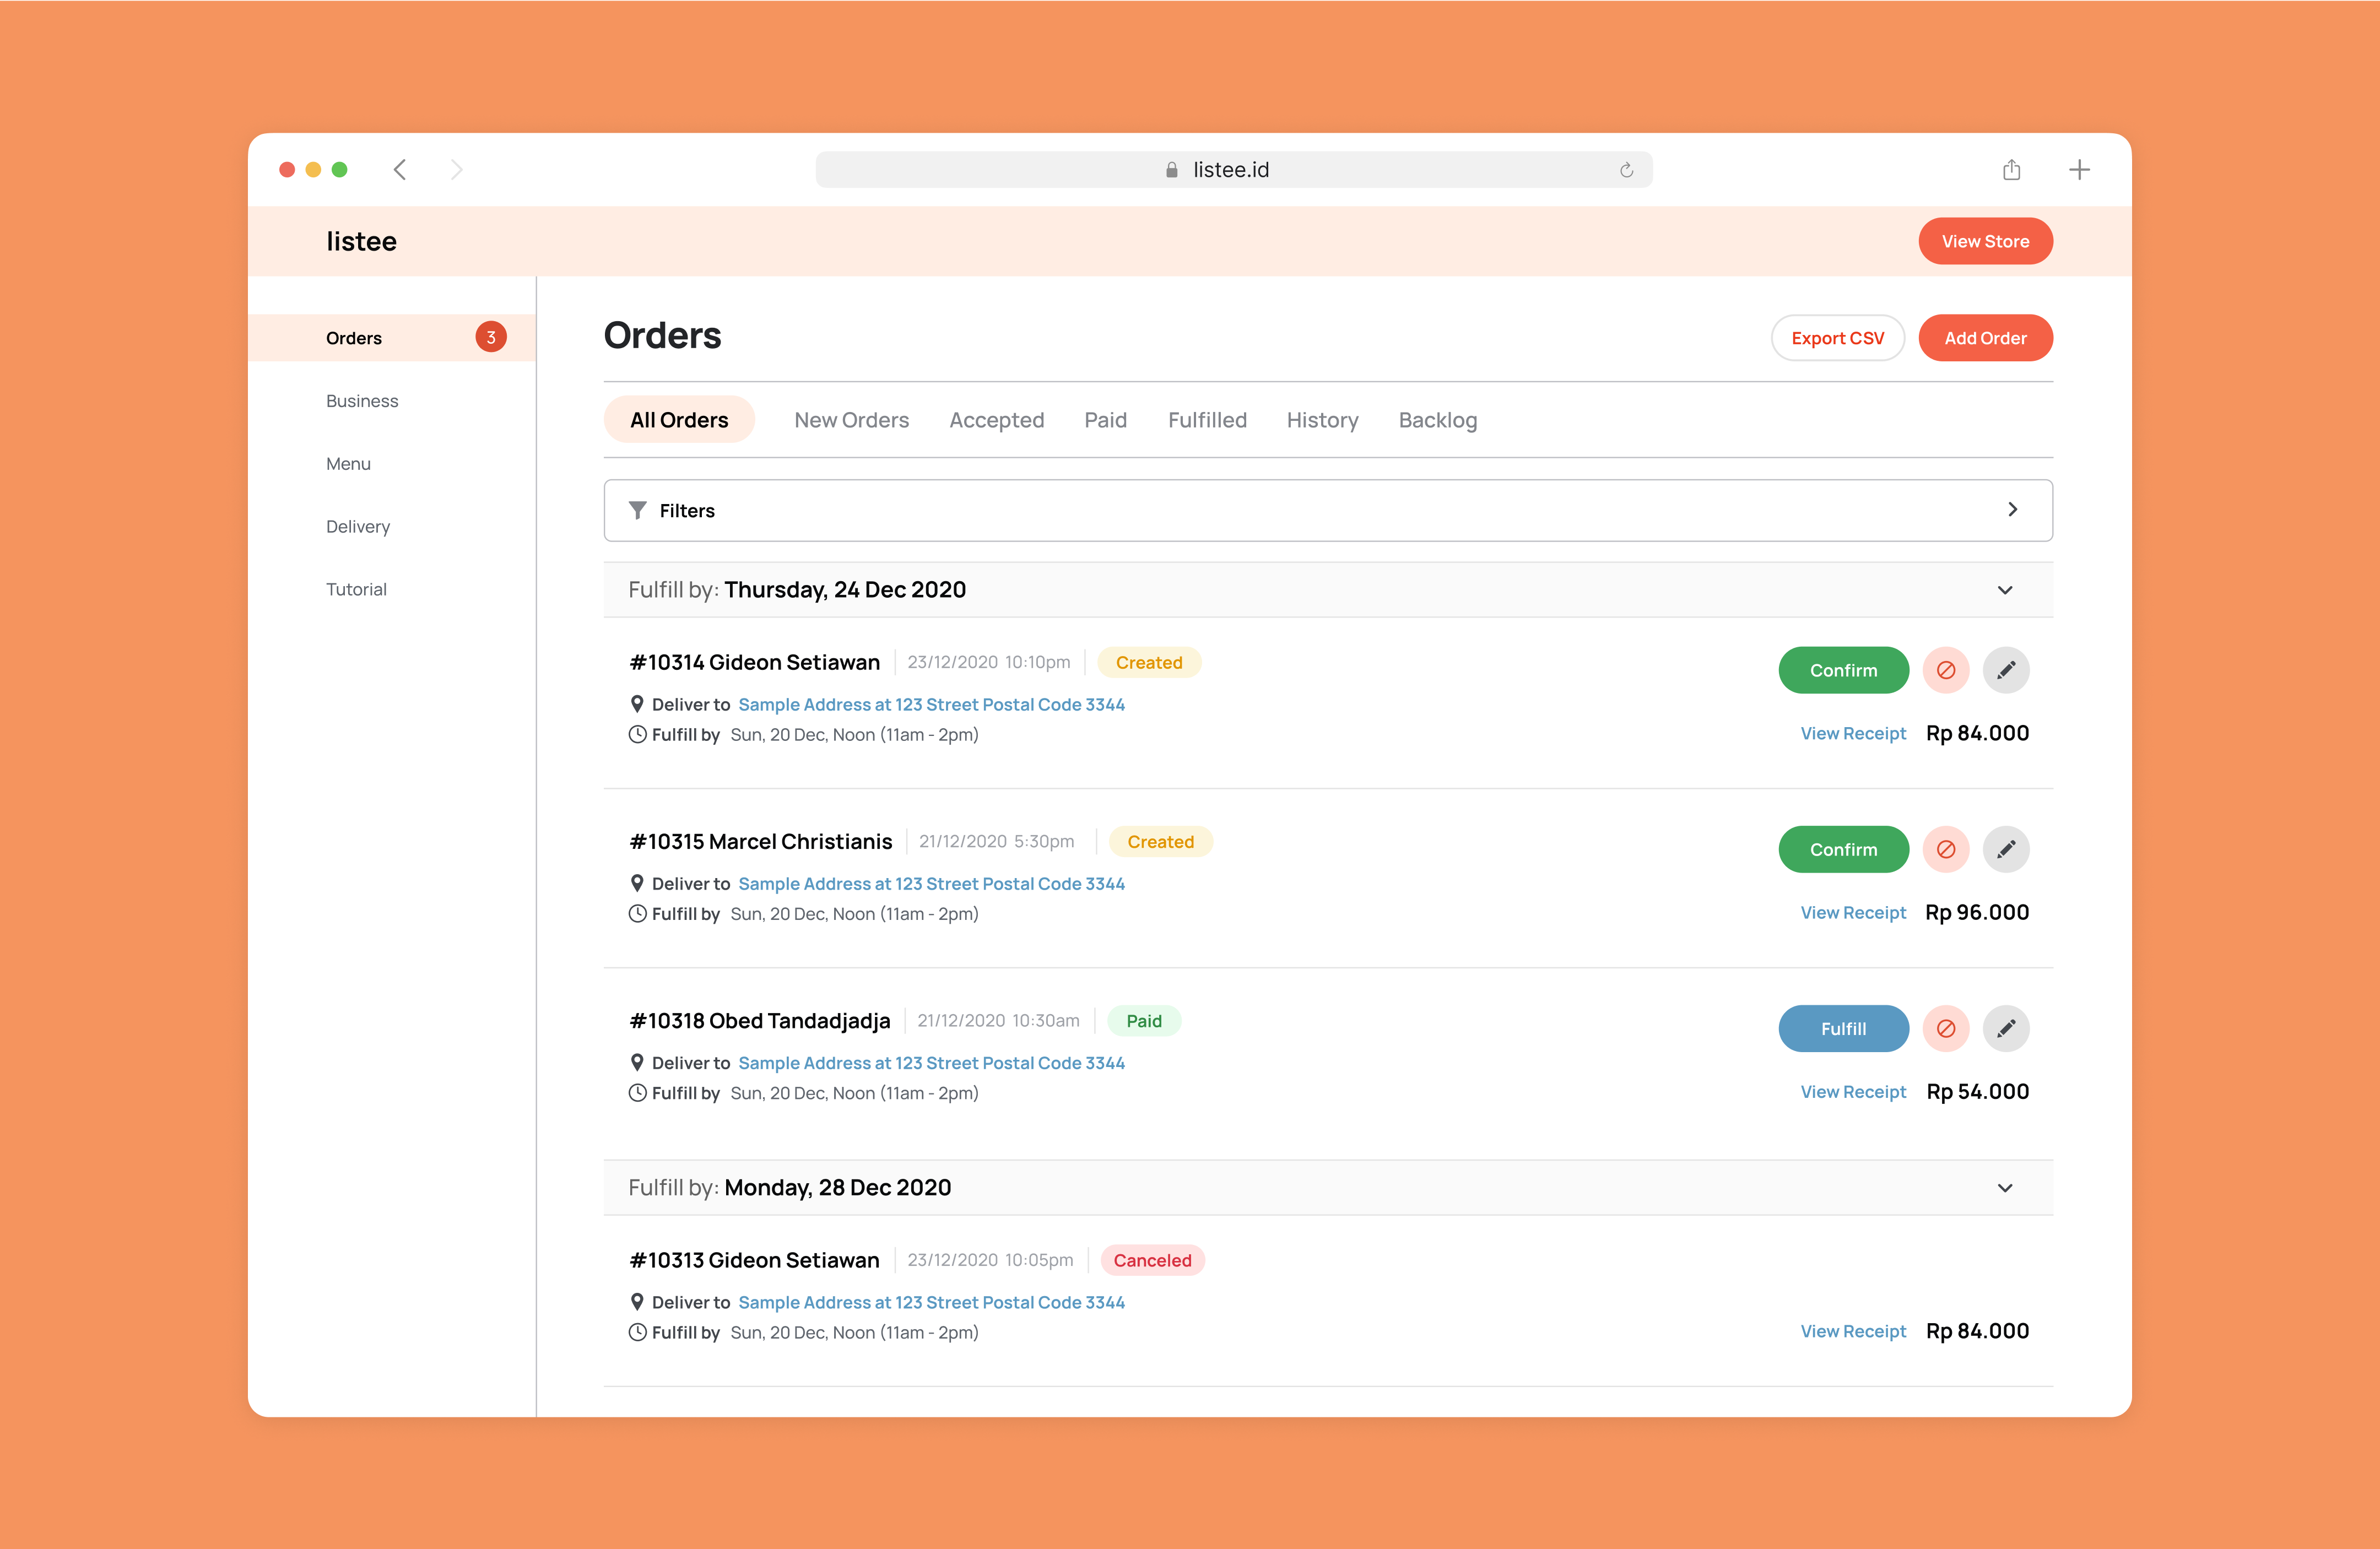 listee.id
listee
View Store
Orders 3
Business
Menu
Delivery
Tutorial
Orders
Export CSV
Add Order
All Orders New Orders Accepted Paid Fulfilled History Backlog
Filters
Fulfill by: Thursday, 24 Dec 2020
#10314 Gideon Setiawan 23/12/2020 10:10pm Created
Confirm
Deliver to Sample Address at 123 Street Postal Code 3344
Fulfill by Sun, 20 Dec, Noon (11am - 2pm)
View Receipt Rp 84.000
#10315 Marcel Christianis 21/12/2020 5:30pm Created
Confirm
Deliver to Sample Address at 123 Street Postal Code 3344
Fulfill by Sun, 20 Dec, Noon (11am - 2pm)
View Receipt Rp 96.000
#10318 Obed Tandadjadja 21/12/2020 10:30am Paid
Fulfill
Deliver to Sample Address at 123 Street Postal Code 3344
Fulfill by Sun, 20 Dec, Noon (11am - 2pm)
View Receipt Rp 54.000
Fulfill by: Monday, 28 Dec 2020
#10313 Gideon Setiawan 23/12/2020 10:05pm Canceled
Deliver to Sample Address at 123 Street Postal Code 3344
Fulfill by Sun, 20 Dec, Noon (11am - 2pm)
View Receipt Rp 84.000